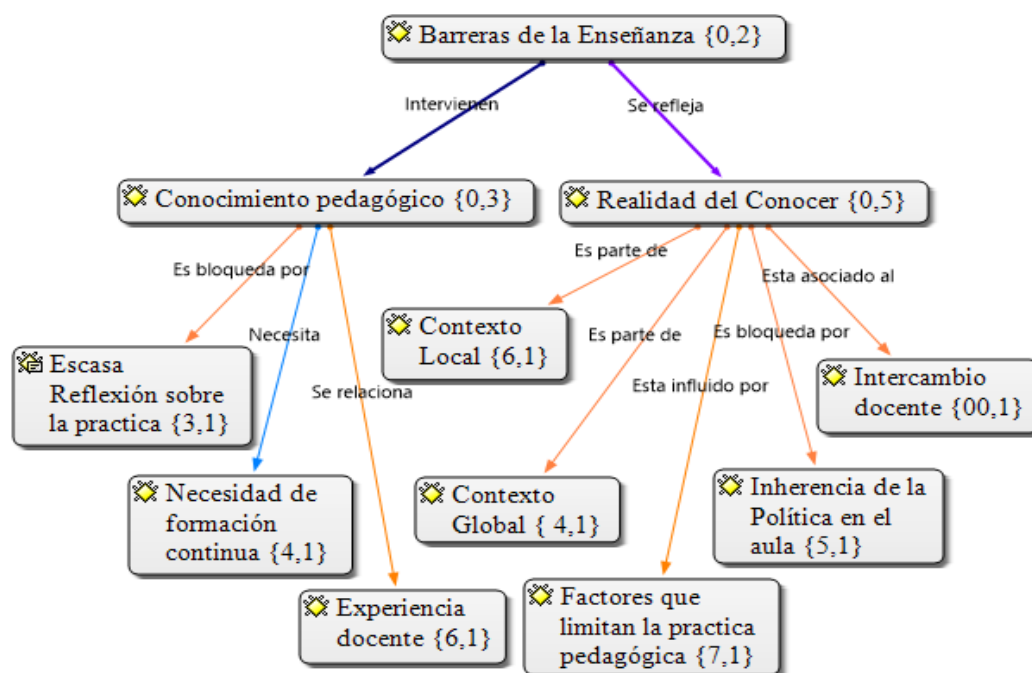 Barreras de la Enseñanza {0,2}
Intervienen
Se refleja
Conocimiento pedagógico {0,3}
Realidad del Conocer {0,5}
Es bloqueda por
Necesita
Se relaciona
Es parte de
Es parte de
Esta influido por
Es bloqueda por
Esta asociado al
Escasa
Reflexión sobre
la practica {3,1}
Contexto
Local {6,1}
Intercambio
docente {00,1}
Necesidad de
formación
continua {4,1}
Contexto
Global { 4,1}
Inherencia de la
Política en el
aula {5,1}
Experiencia
docente {6,1}
Factores que
limitan la practica
pedagógica {7,1}